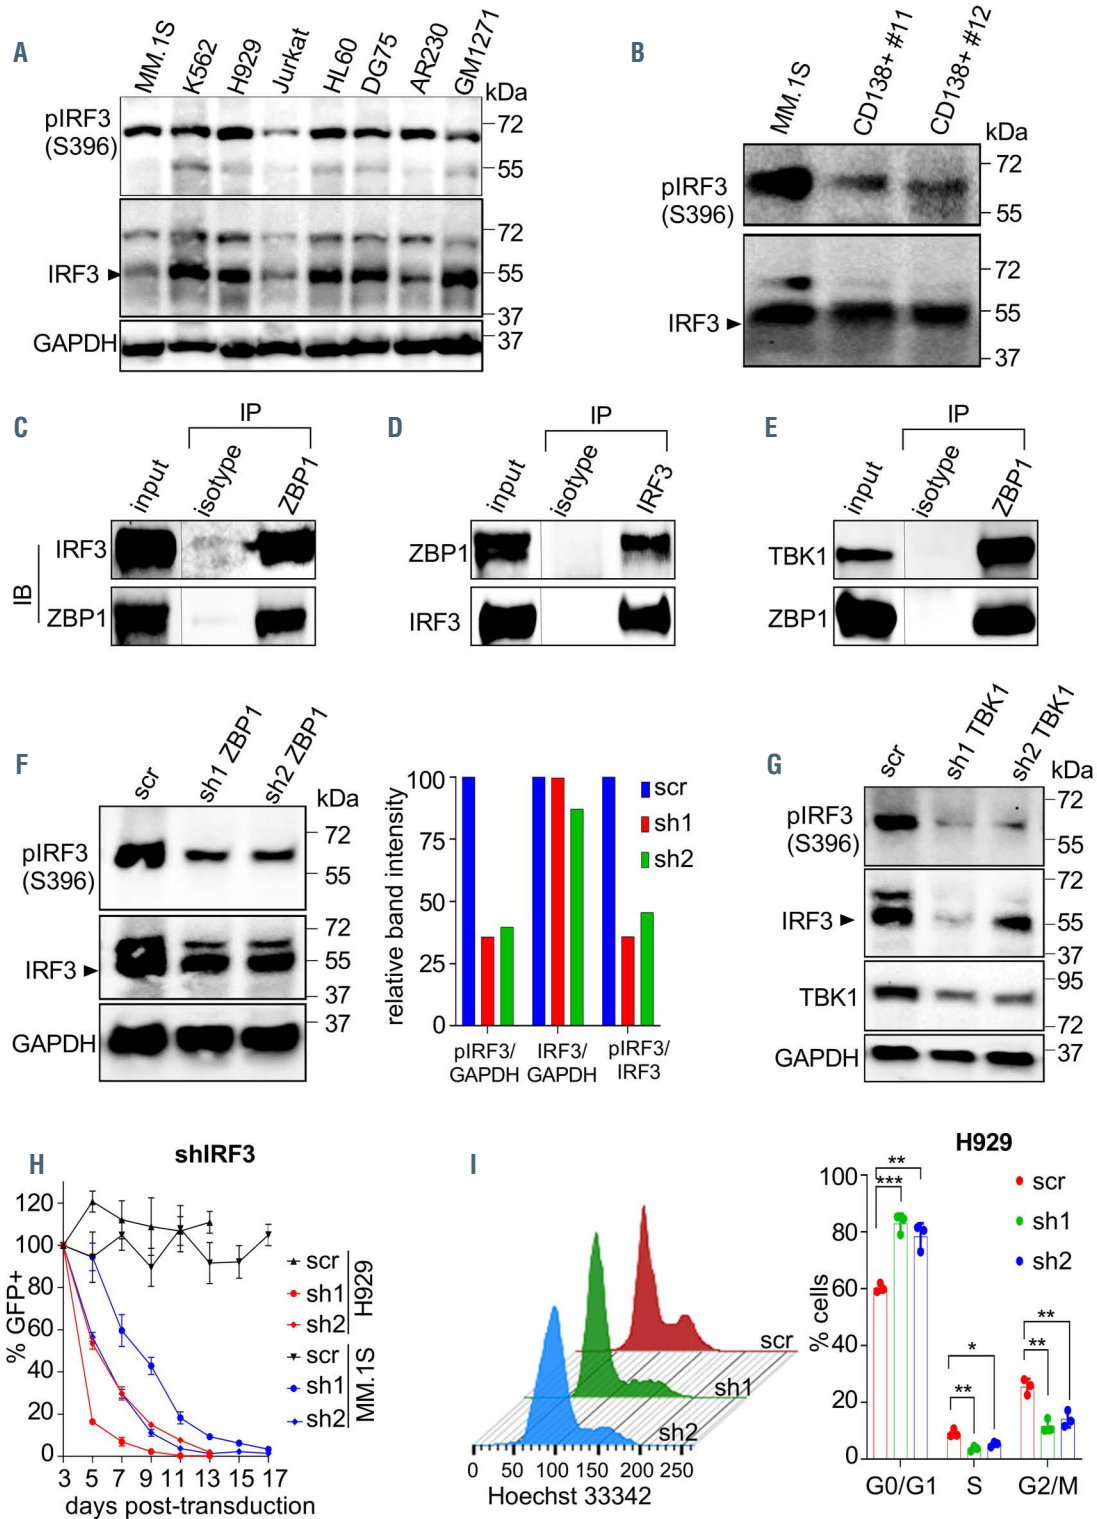 A
MM.1S
K562
H929
Jurkat
HL60
DG75
AR230
GM1271
kDa
pIRF3
(S396)
72
55
IRF3
72
55
37
GAPDH
37
B
MM.1S
CD138+ #11
CD138+ #12
kDa
pIRF3
(S396)
72
55
IRF3
72
55
37
C
IP
input
isotype
ZBP1
IB
IRF3
ZBP1
D
IP
input
isotype
IRF3
ZBP1
IRF3
E
IP
input
isotype
ZBP1
TBK1
ZBP1
F
scr
sh1 ZBP1
sh2 ZBP1
kDa
pIRF3
(S396)
72
55
IRF3
72
55
37
GAPDH
37
relative band intensity
100
75
50
25
0
scr
sh1
sh2
pIRF3/
GAPDH
IRF3/
GAPDH
pIRF3/
IRF3
G
scr
sh1 TBK1
sh2 TBK1
kDa
pIRF3
(S396)
72
55
IRF3
72
55
37
TBK1
95
72
GAPDH
37
H
shIRF3
% GFP+
120
100
80
60
40
20
0
3 5 7 9 11 13 15 17
days post-transduction
scr
sh1
sh2
H929
scr
sh1
sh2
MM.1S
I
scr
sh1
sh2
0 50 100 150 200 250
Hoechst 33342
H929
% cells
80
60
40
20
0
**
***
*
**
**
**
scr
sh1
sh2
G0/G1 S G2/M